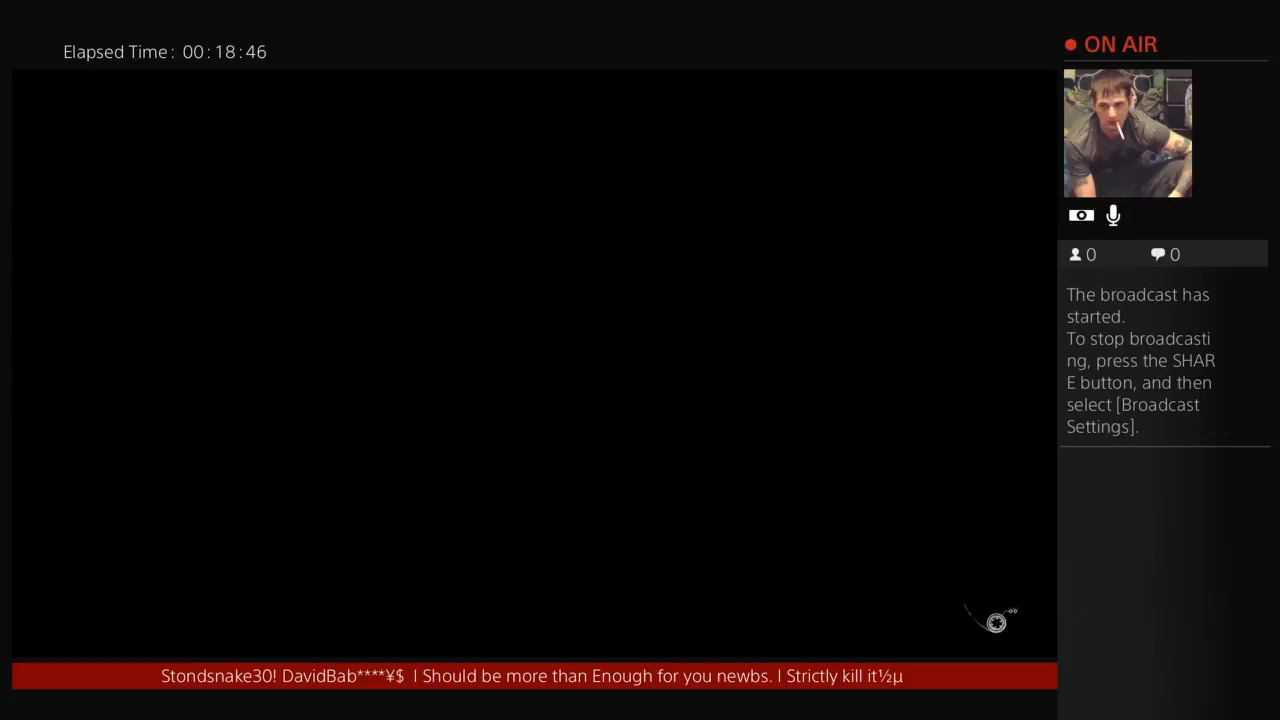 Elapsed Time: 00:18:46
ON AIR
0 0
The broadcast has
started.
To stop broadcasti
ng, press the SHAR
E button, and then
select [Broadcast
Settings].
Stondsnake30! DavidBab****¥$ I Should be more than Enough for you newbs. I Strictly kill it½µ